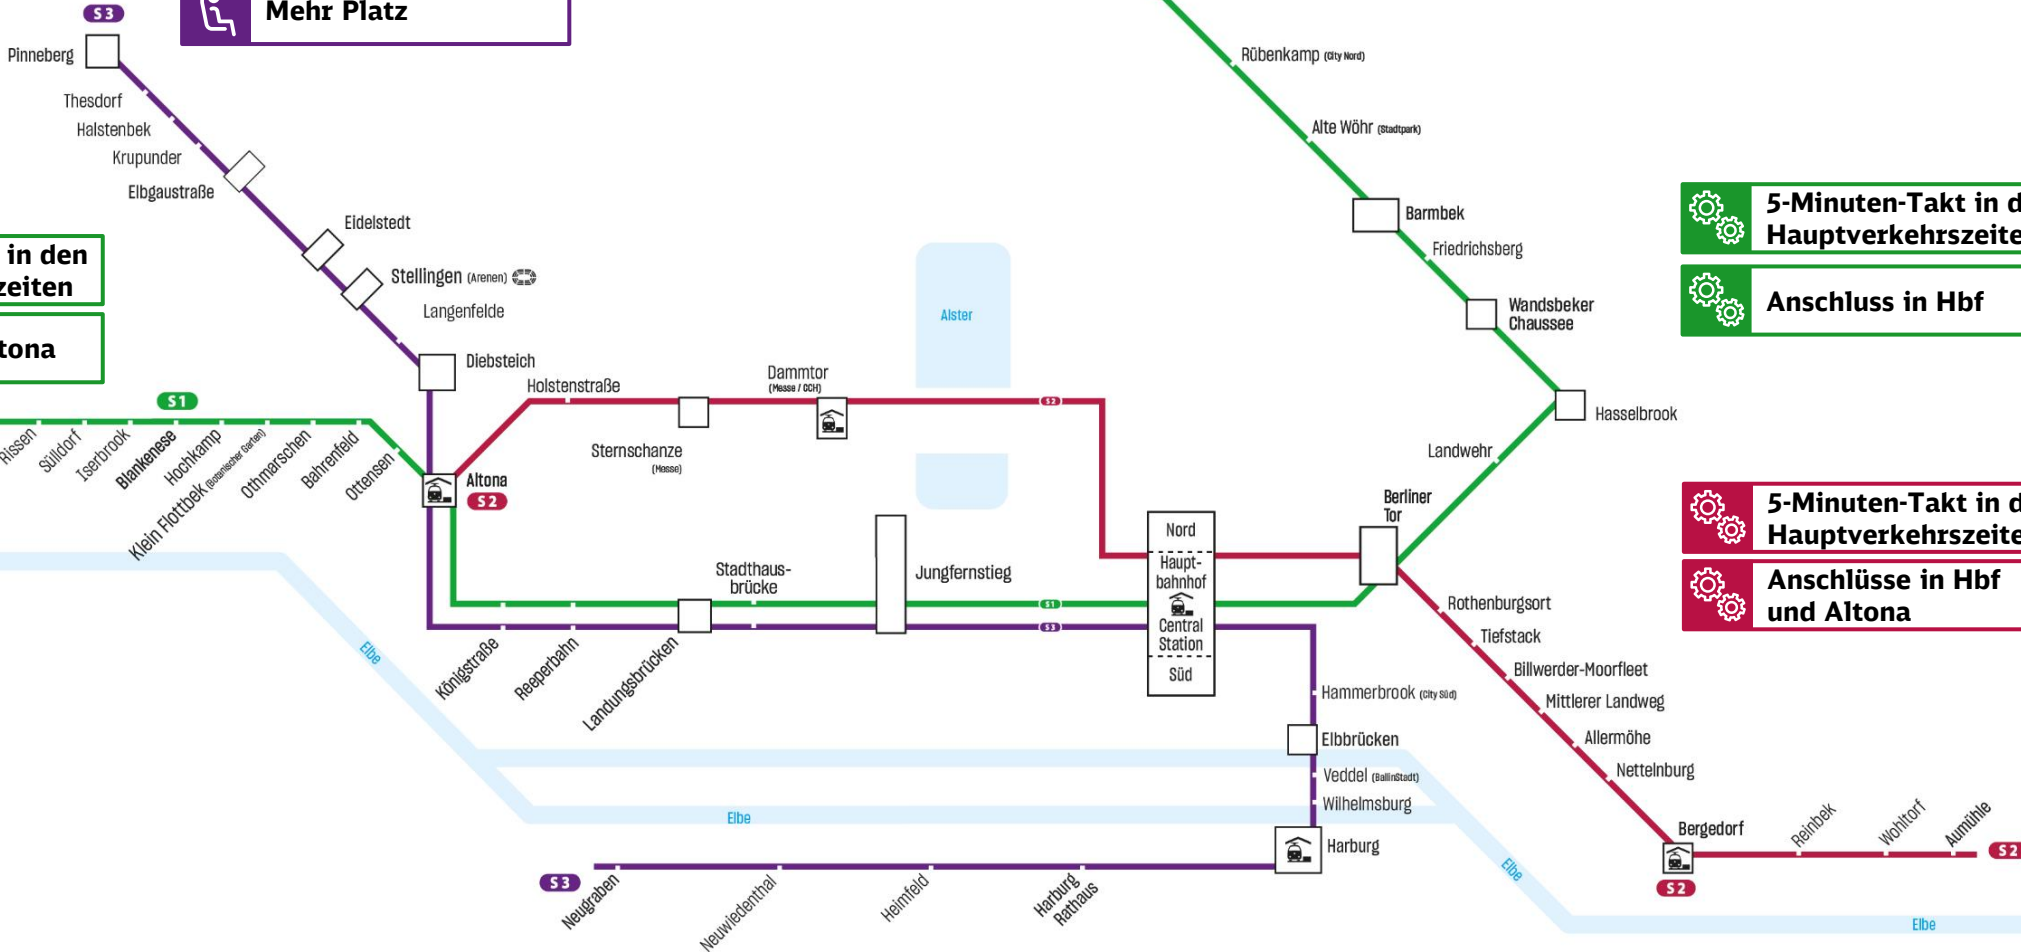 S3
Mehr Platz
Pinneberg
Thesdorf
Halstenbek
Krupunder
Elbgaustraße
Eidelstedt
Stellingen (Arenen)
Langenfelde
Diebsteich
in den
zeiten
tona
S1
Rissen
Sülldorf
Iserbrook
Blankenese
Hochkamp
Klein Flottbek (Botanischer Garten)
Othmarschen
Bahrenfeld
Ottensen
Altona
S2
Holstenstraße
Sternschanze
(Messe)
Dammtor
(Messe / CCH)
Alster
S2
Rübenkamp (City Nord)
Alte Wöhr (Stadtpark)
Barmbek
Friedrichsberg
Wandsbeker
Chaussee
Hasselbrook
Landwehr
Berliner
Tor
5-Minuten-Takt in d
Hauptverkehrszeite
Anschluss in Hbf
5-Minuten-Takt in d
Hauptverkehrszeite
Anschlüsse in Hbf
und Altona
Königstraße
Reeperbahn
Landungsbrücken
Stadthaus-
brücke
Jungfernstieg
S1
S3
Nord
Haupt-
bahnhof
Central
Station
Süd
Rothenburgsort
Tiefstack
Billwerder-Moorfleet
Mittlerer Landweg
Allermöhe
Nettelnburg
Bergedorf
S2
Reinbek
Wohltorf
Aumühle
S2
Hammerbrook (City Süd)
Elbbrücken
Veddel (BallinStadt)
Wilhelmsburg
Harburg
Elbe
Elbe
Elbe
Elbe
S3
Neugraben
Neuwiedenthal
Heimfeld
Harburg
Rathaus